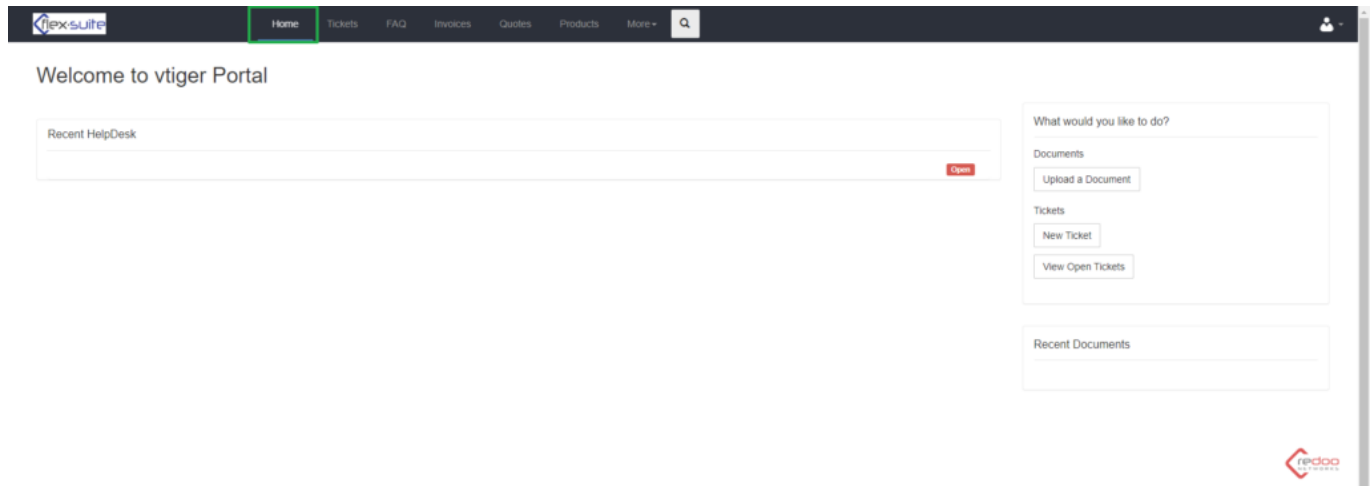 flex-suite Home Tickets FAQ Invoices Quotes Products More
Welcome to vtiger Portal
Recent HelpDesk
Open
What would you like to do?
Documents
Upload a Document
Tickets
New Ticket
View Open Tickets
Recent Documents
redoo
NETWORKS